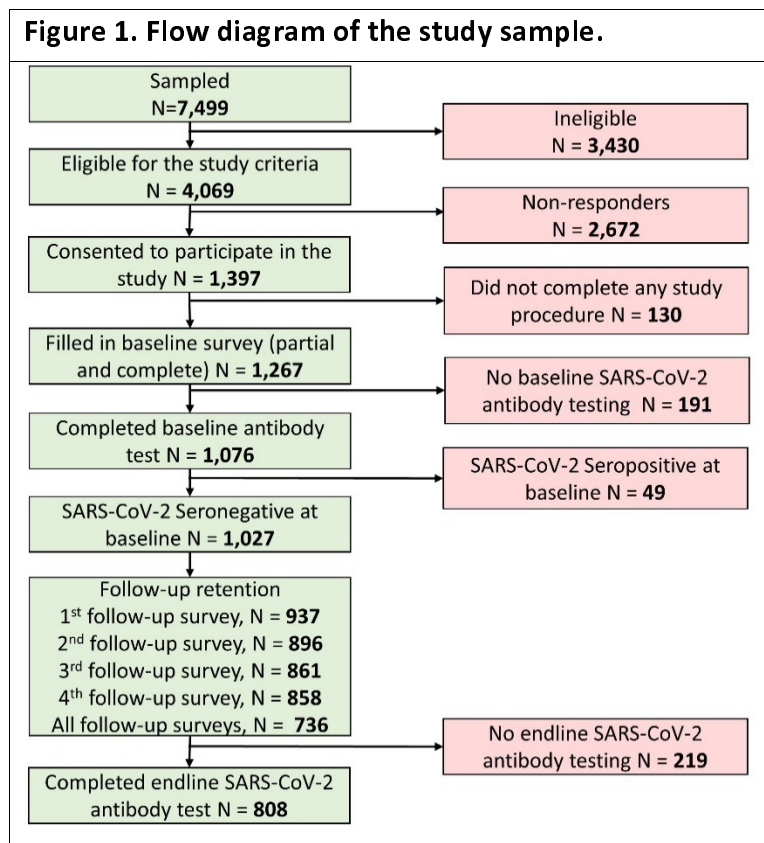 Figure 1. Flow diagram of the study sample.
Sampled
N=7,499
Ineligible
N = 3,430
Eligible for the study criteria
N = 4,069
Non-responders
N = 2,672
Consented to participate in the
study N = 1,397
Did not complete any study
procedure N = 130
Filled in baseline survey (partial
and complete) N = 1,267
No baseline SARS-CoV-2
antibody testing N = 191
Completed baseline antibody
test N = 1,076
SARS-CoV-2 Seropositive at
baseline N = 49
SARS-CoV-2 Seronegative at
baseline N = 1,027
Follow-up retention
1st follow-up survey, N = 937
2nd follow-up survey, N = 896
3rd follow-up survey, N = 861
4th follow-up survey, N = 858
All follow-up surveys, N = 736
No endline SARS-CoV-2
antibody testing N = 219
Completed endline SARS-CoV-2
antibody test N = 808